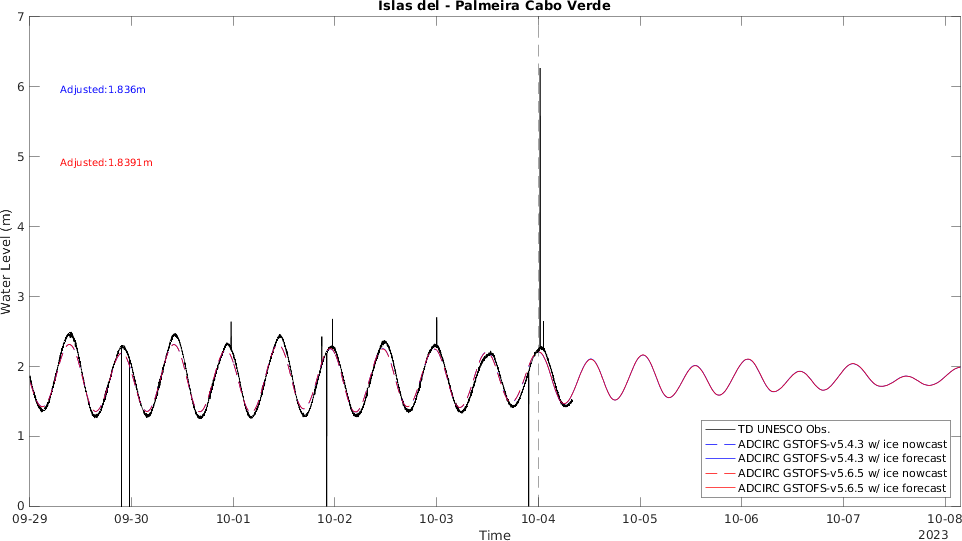 Islas del - Palmeira Cabo Verde
7
6
5
4
3
2
1
0
Water Level (m)
Adjusted:1.836m
Adjusted:1.8391m
TD UNESCO Obs.
ADCIRC GSTOFS-v5.4.3 w/ ice nowcast
ADCIRC GSTOFS-v5.4.3 w/ ice forecast
ADCIRC GSTOFS-v5.6.5 w/ ice nowcast
ADCIRC GSTOFS-v5.6.5 w/ ice forecast
09-29 09-30 10-01 10-02 10-03 10-04 10-05 10-06 10-07 10-08
Time
2023